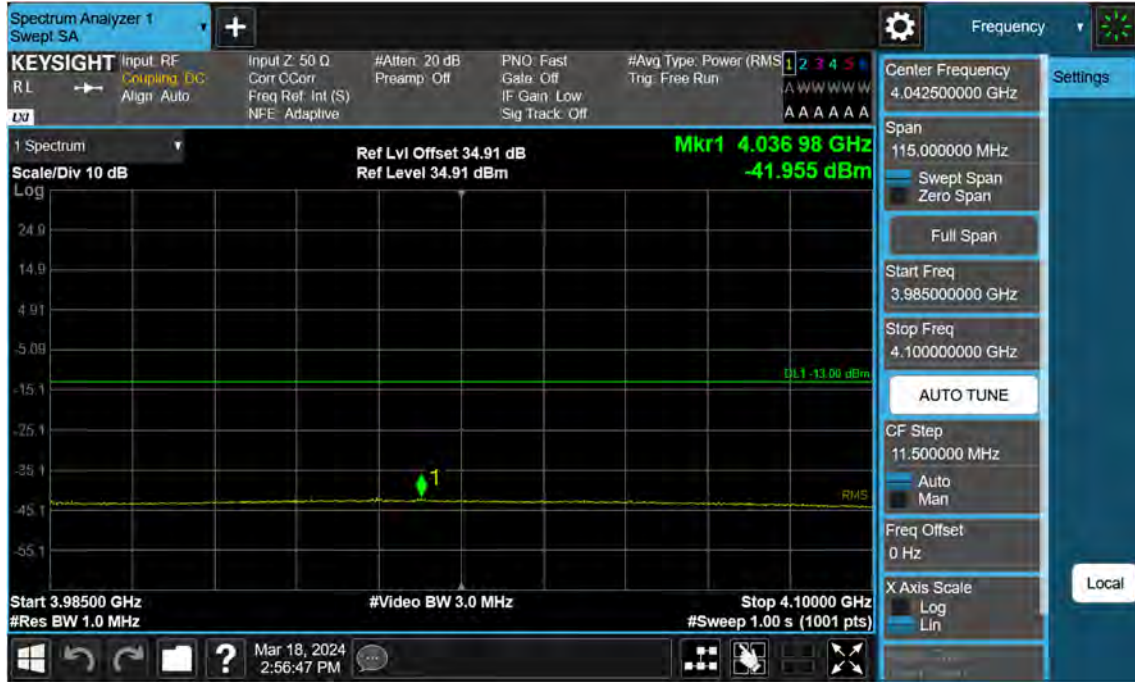 Spectrum Analyzer 1
Swept SA
Frequency
KEYSIGHT
RL
LXI
Input: RF
Coupling: DC
Align: Auto
Input Z: 50 Ω
Corr CCorr
Freq Ref: Int (S)
NFE: Adaptive
#Atten: 20 dB
Preamp: Off
PNO: Fast
Gate: Off
IF Gain: Low
Sig Track: Off
#Avg Type: Power (RMS
Trig: Free Run
1 2 3 4 5 6
A W W W W W
A A A A A A
1 Spectrum
Scale/Div 10 dB
Log
Ref Lvl Offset 34.91 dB
Ref Level 34.91 dBm
Mkr1 4.036 98 GHz
-41.955 dBm
24.9
14.9
4.91
-5.09
DL1 -13.00 dBm
-15.1
-25.1
-35.1
1
RMS
-45.1
-55.1
Start 3.98500 GHz
#Res BW 1.0 MHz
#Video BW 3.0 MHz
Stop 4.10000 GHz
#Sweep 1.00 s (1001 pts)
Mar 18, 2024
2:56:47 PM
Center Frequency
4.042500000 GHz
Span
115.000000 MHz
Swept Span
Zero Span
Full Span
Start Freq
3.985000000 GHz
Stop Freq
4.100000000 GHz
AUTO TUNE
CF Step
11.500000 MHz
Auto
Man
Freq Offset
0 Hz
X Axis Scale
Log
Lin
Settings
Local